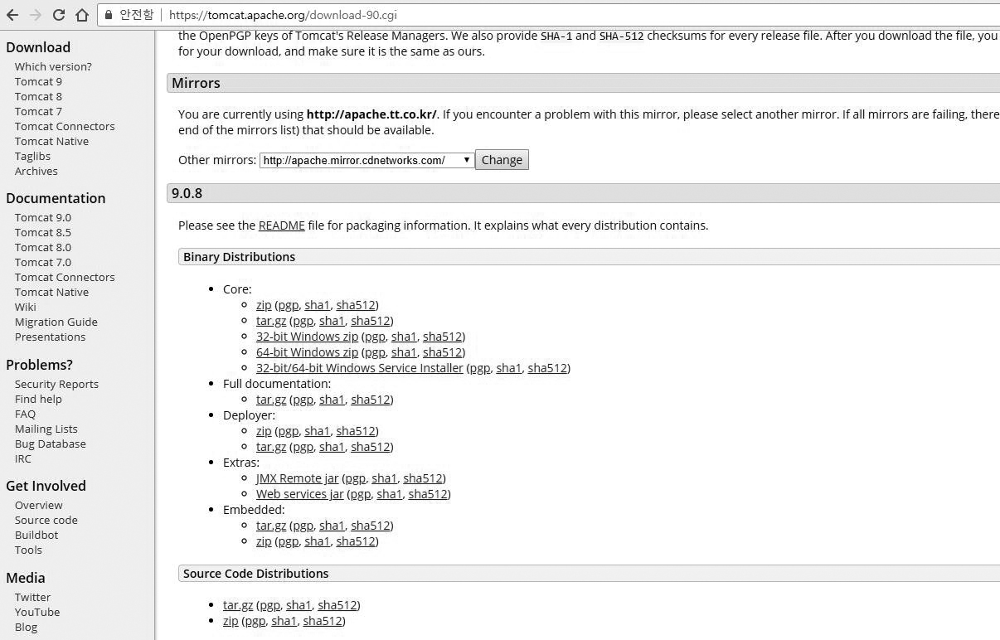 안전함 https://tomcat.apache.org/download-90.cgi
Download
Which version?
Tomcat 9
Tomcat 8
Tomcat 7
Tomcat Connectors
Tomcat Native
Taglibs
Archives
Documentation
Tomcat 9.0
Tomcat 8.5
Tomcat 8.0
Tomcat 7.0
Tomcat Connectors
Tomcat Native
Wiki
Migration Guide
Presentations
Problems?
Security Reports
Find help
FAQ
Mailing Lists
Bug Database
IRC
Get Involved
Overview
Source code
Buildbot
Tools
Media
Twitter
YouTube
Blog
the OpenPGP keys of Tomcat's Release Managers. We also provide SHA-1 and SHA-512 checksums for every release file. After you download the file, you
for your download, and make sure it is the same as ours.
Mirrors
You are currently using http://apache.tt.co.kr/. If you encounter a problem with this mirror, please select another mirror. If all mirrors are failing, there
end of the mirrors list) that should be available.
Other mirrors: http://apache.mirror.cdnetworks.com/ Change
9.0.8
Please see the README file for packaging information. It explains what every distribution contains.
Binary Distributions
Core:
zip (pgp, sha1, sha512)
tar.gz (pgp, sha1, sha512)
32-bit Windows zip (pgp, sha1, sha512)
64-bit Windows zip (pgp, sha1, sha512)
32-bit/64-bit Windows Service Installer (pgp, sha1, sha512)
Full documentation:
tar.gz (pgp, sha1, sha512)
Deployer:
zip (pgp, sha1, sha512)
tar.gz (pgp, sha1, sha512)
Extras:
JMX Remote jar (pgp, sha1, sha512)
Web services jar (pgp, sha1, sha512)
Embedded:
tar.gz (pgp, sha1, sha512)
zip (pgp, sha1, sha512)
Source Code Distributions
tar.gz (pgp, sha1, sha512)
zip (pgp, sha1, sha512)